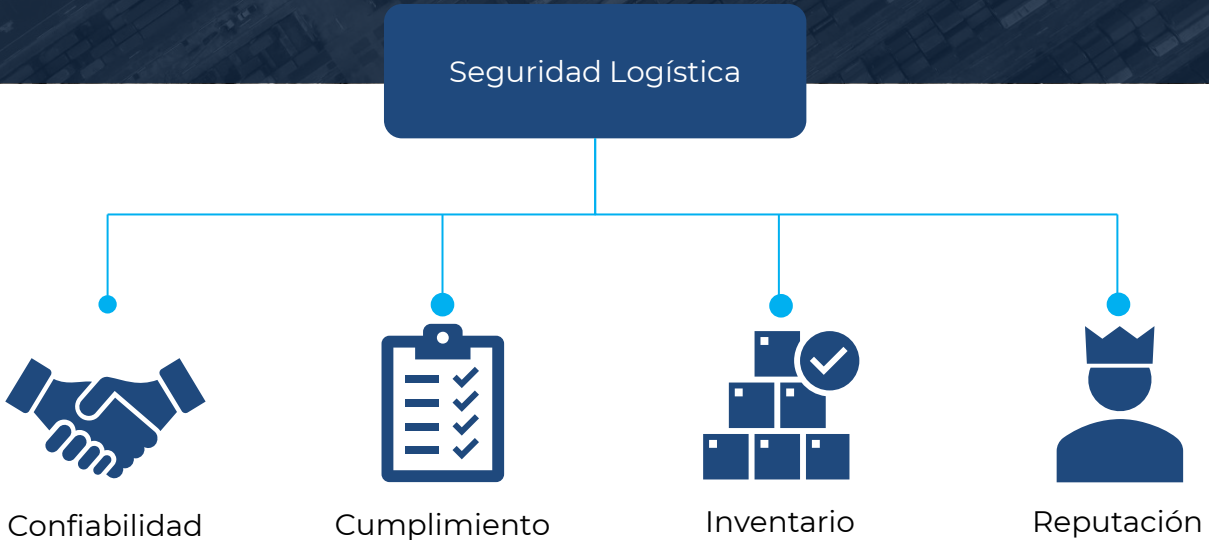 Seguridad Logística
Confiabilidad
Cumplimiento
Inventario
Reputación